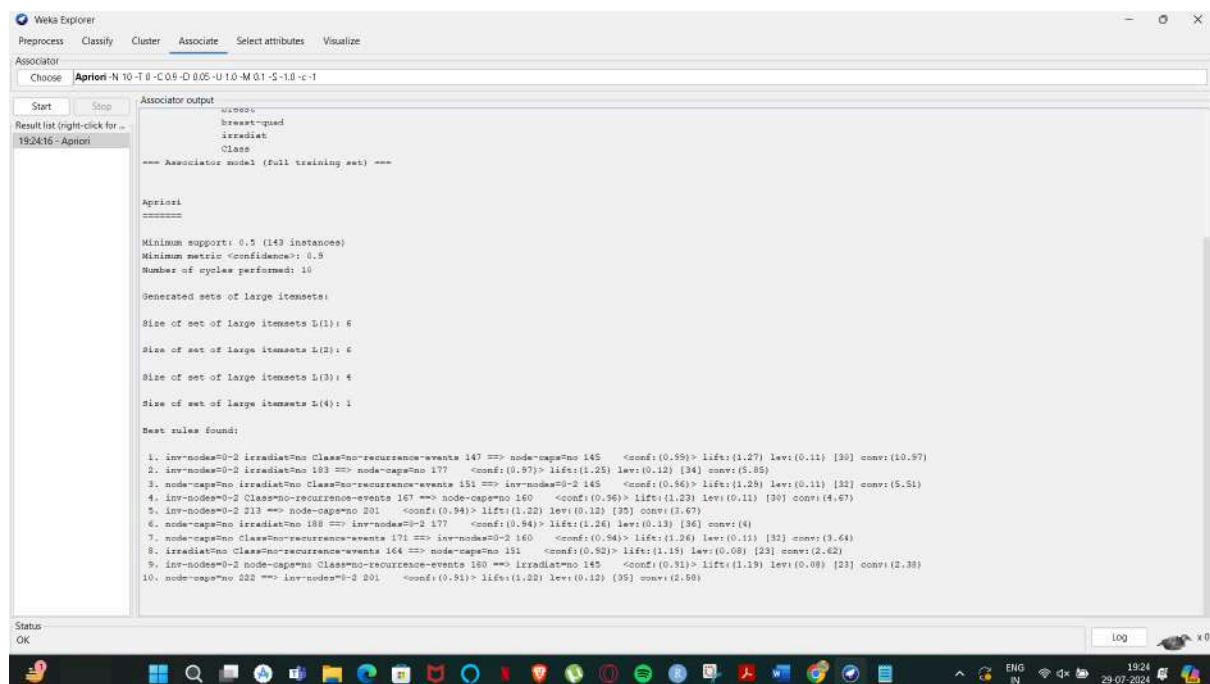 Weka Explorer
Preprocess Classify Cluster Associate Select attributes Visualize
Associator
Choose Apriori -N 10 -T 0 -C 0.9 -D 0.05 -U 1.0 -M 0.1 -S -1.0 -c -1
Start Stop
Associator output
Result list (right-click for ...
19:24:16 - Apriori
breast
breast-quad
irradiat
Class
=== Associator model (full training set) ===
Apriori
=======
Minimum support: 0.5 (143 instances)
Minimum metric <confidence>: 0.9
Number of cycles performed: 10
Generated sets of large itemsets:
Size of set of large itemsets L(1): 6
Size of set of large itemsets L(2): 6
Size of set of large itemsets L(3): 4
Size of set of large itemsets L(4): 1
Best rules found:
1. inv-nodes=0-2 irradiat=no Class=no-recurrence-events 147 ==> node-caps=no 145 <conf:(0.99)> lift:(1.27) lev:(0.11) [30] conv:(10.97)
2. inv-nodes=0-2 irradiat=no 183 ==> node-caps=no 177 <conf:(0.97)> lift:(1.25) lev:(0.12) [34] conv:(5.85)
3. node-caps=no irradiat=no Class=no-recurrence-events 151 ==> inv-nodes=0-2 145 <conf:(0.96)> lift:(1.29) lev:(0.11) [32] conv:(5.51)
4. inv-nodes=0-2 Class=no-recurrence-events 167 ==> node-caps=no 160 <conf:(0.96)> lift:(1.23) lev:(0.11) [30] conv:(4.67)
5. inv-nodes=0-2 213 ==> node-caps=no 201 <conf:(0.94)> lift:(1.22) lev:(0.12) [35] conv:(3.67)
6. node-caps=no irradiat=no 188 ==> inv-nodes=0-2 177 <conf:(0.94)> lift:(1.26) lev:(0.13) [36] conv:(4)
7. node-caps=no Class=no-recurrence-events 171 ==> inv-nodes=0-2 160 <conf:(0.94)> lift:(1.26) lev:(0.11) [32] conv:(3.64)
8. irradiat=no Class=no-recurrence-events 164 ==> node-caps=no 151 <conf:(0.92)> lift:(1.19) lev:(0.08) [23] conv:(2.62)
9. inv-nodes=0-2 node-caps=no Class=no-recurrence-events 160 ==> irradiat=no 145 <conf:(0.91)> lift:(1.19) lev:(0.08) [23] conv:(2.38)
10. node-caps=no 222 ==> inv-nodes=0-2 201 <conf:(0.91)> lift:(1.22) lev:(0.12) [35] conv:(2.58)
Status
OK
Log x 0
ENG
IN
19:24
29-07-2024